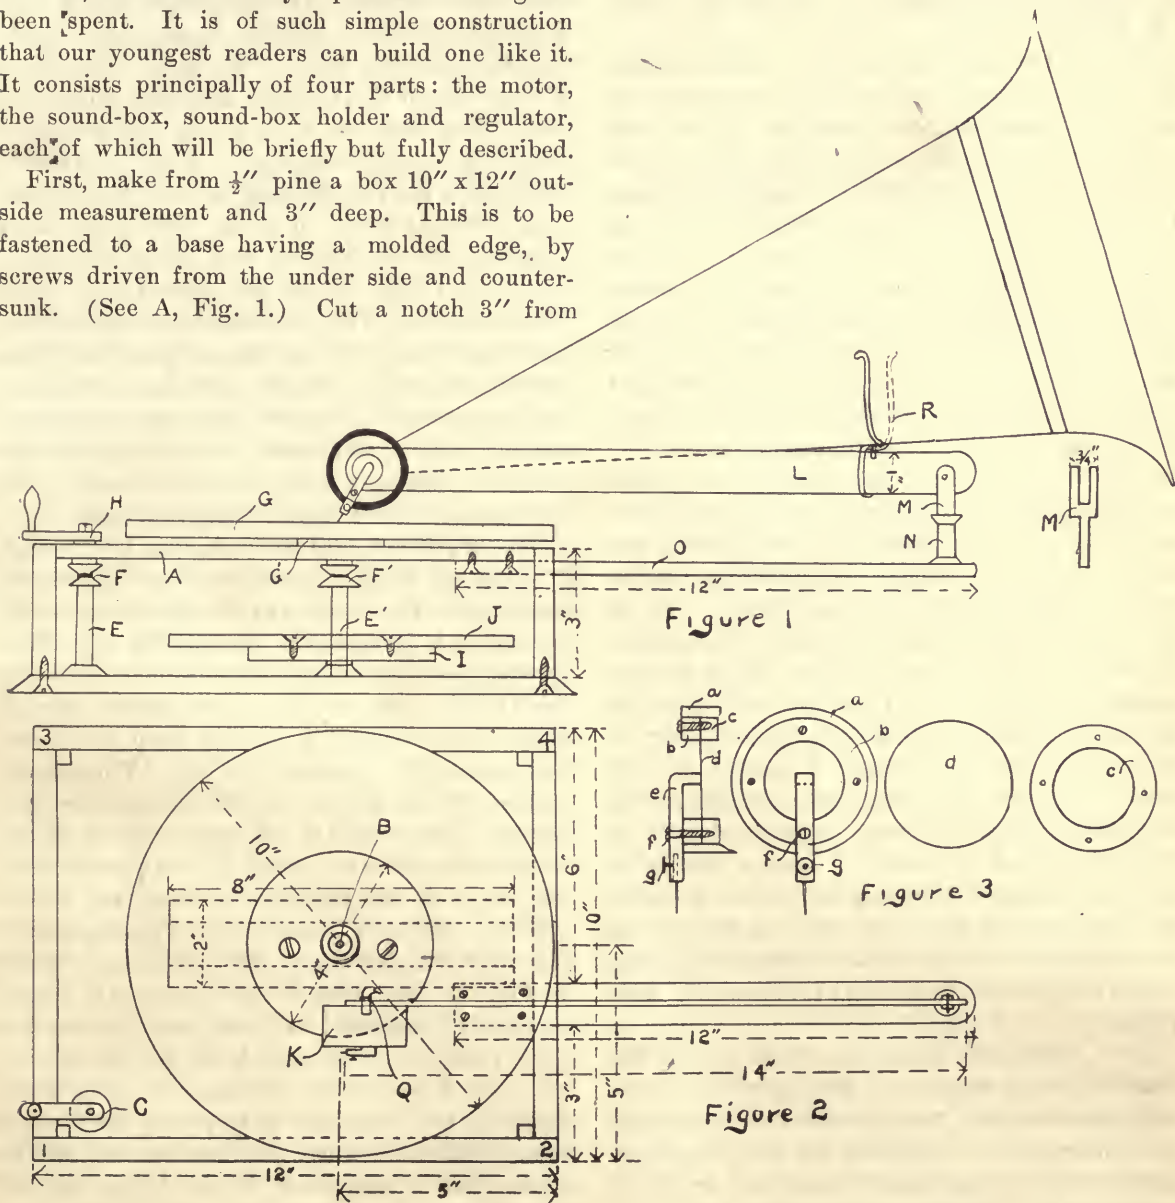 been spent. It is of such simple construction
that our youngest readers can build one like it.
It consists principally of four parts: the motor,
the sound-box, sound-box holder and regulator,
each of which will be briefly but fully described.
First, make from ½″ pine a box 10″ x 12″ out-
side measurement and 3″ deep. This is to be
fastened to a base having a molded edge, by
screws driven from the under side and counter-
sunk. (See A, Fig. 1.) Cut a notch 3″ from
R
L
1"
3/4"
M
M
N
H
G
G
A
F
F'
O
12"
3"
Figure 1
E
E'
J
I
a
c
b
d
e
f
g
a
b
f
g
d
c
Figure 3
3
4
10"
B
8"
2"
4"
6"
10"
K
Q
12"
14"
3"
5"
Figure 2
C
1
2
12"
5"